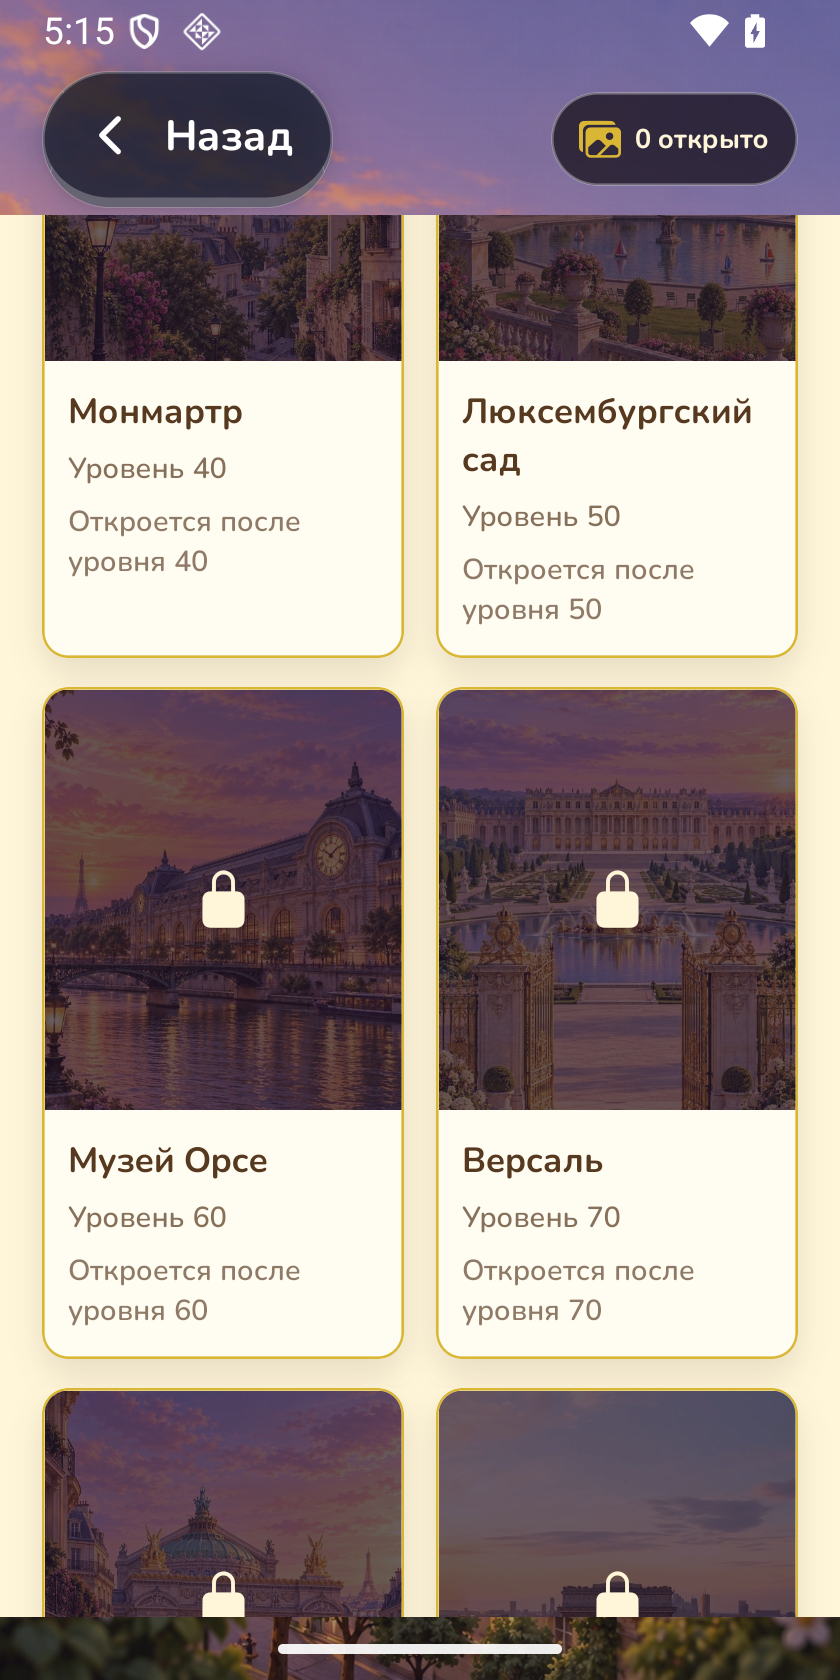 5:15
Назад
0 открыто
Монмартр
Уровень 40
Откроется после
уровня 40
Люксембургский
сад
Уровень 50
Откроется после
уровня 50
Музей Орсе
Уровень 60
Откроется после
уровня 60
Версаль
Уровень 70
Откроется после
уровня 70